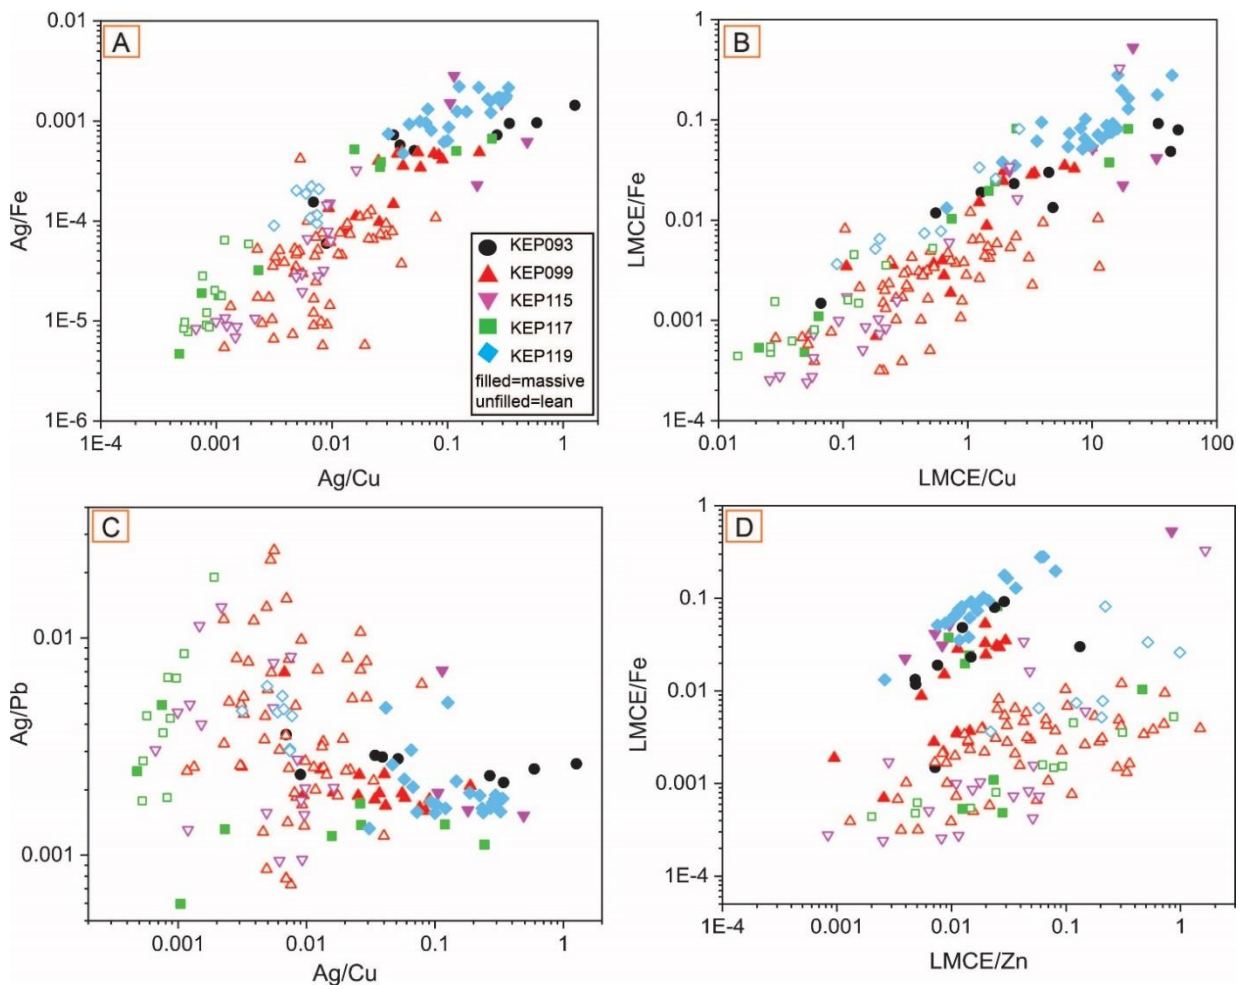 A
Ag/Fe
0.01
0.001
1E-4
1E-5
1E-6
1E-4
0.001
0.01
0.1
1
Ag/Cu
KEP093
KEP099
KEP115
KEP117
KEP119
filled=massive
unfilled=lean
B
LMCE/Fe
1
0.1
0.01
0.001
1E-4
0.01
0.1
1
10
100
LMCE/Cu
C
Ag/Pb
0.01
0.001
0.001
0.01
0.1
1
Ag/Cu
D
LMCE/Fe
1
0.1
0.01
0.001
1E-4
1E-4
0.001
0.01
0.1
1
LMCE/Zn